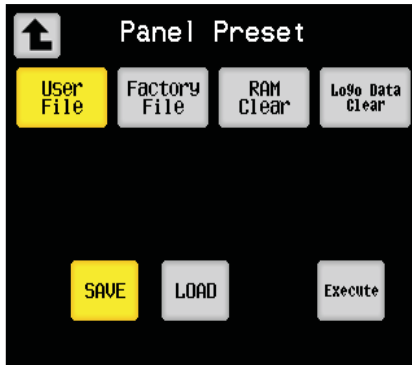 Panel Preset
User File
Factory File
RAM Clear
Logo Data Clear
SAVE
LOAD
Execute